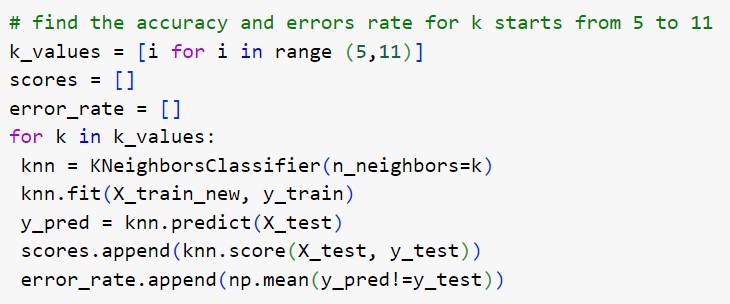 # find the accuracy and errors rate for k starts from 5 to 11
k_values = [i for i in range (5,11)]
scores = []
error_rate = []
for k in k_values:
 knn = KNeighborsClassifier(n_neighbors=k)
 knn.fit(X_train_new, y_train)
 y_pred = knn.predict(X_test)
 scores.append(knn.score(X_test, y_test))
 error_rate.append(np.mean(y_pred!=y_test))